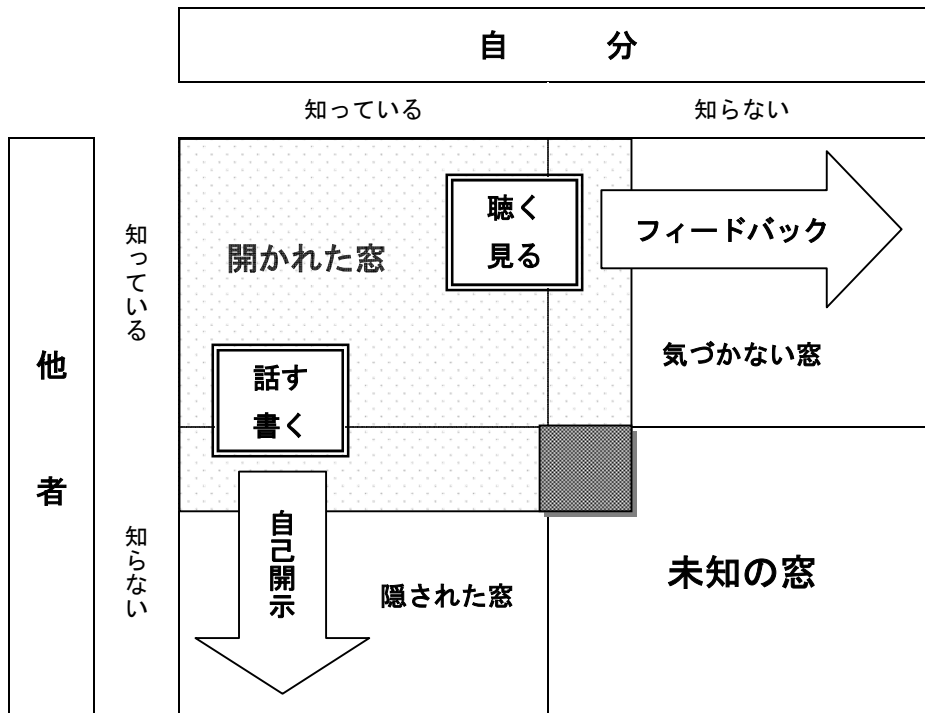 自 分
知っている
知らない
他者
知っている
聴く
見る
フィードバック
開かれた窓
気づかない窓
話す
書く
知らない
自己開示
隠された窓
未知の窓